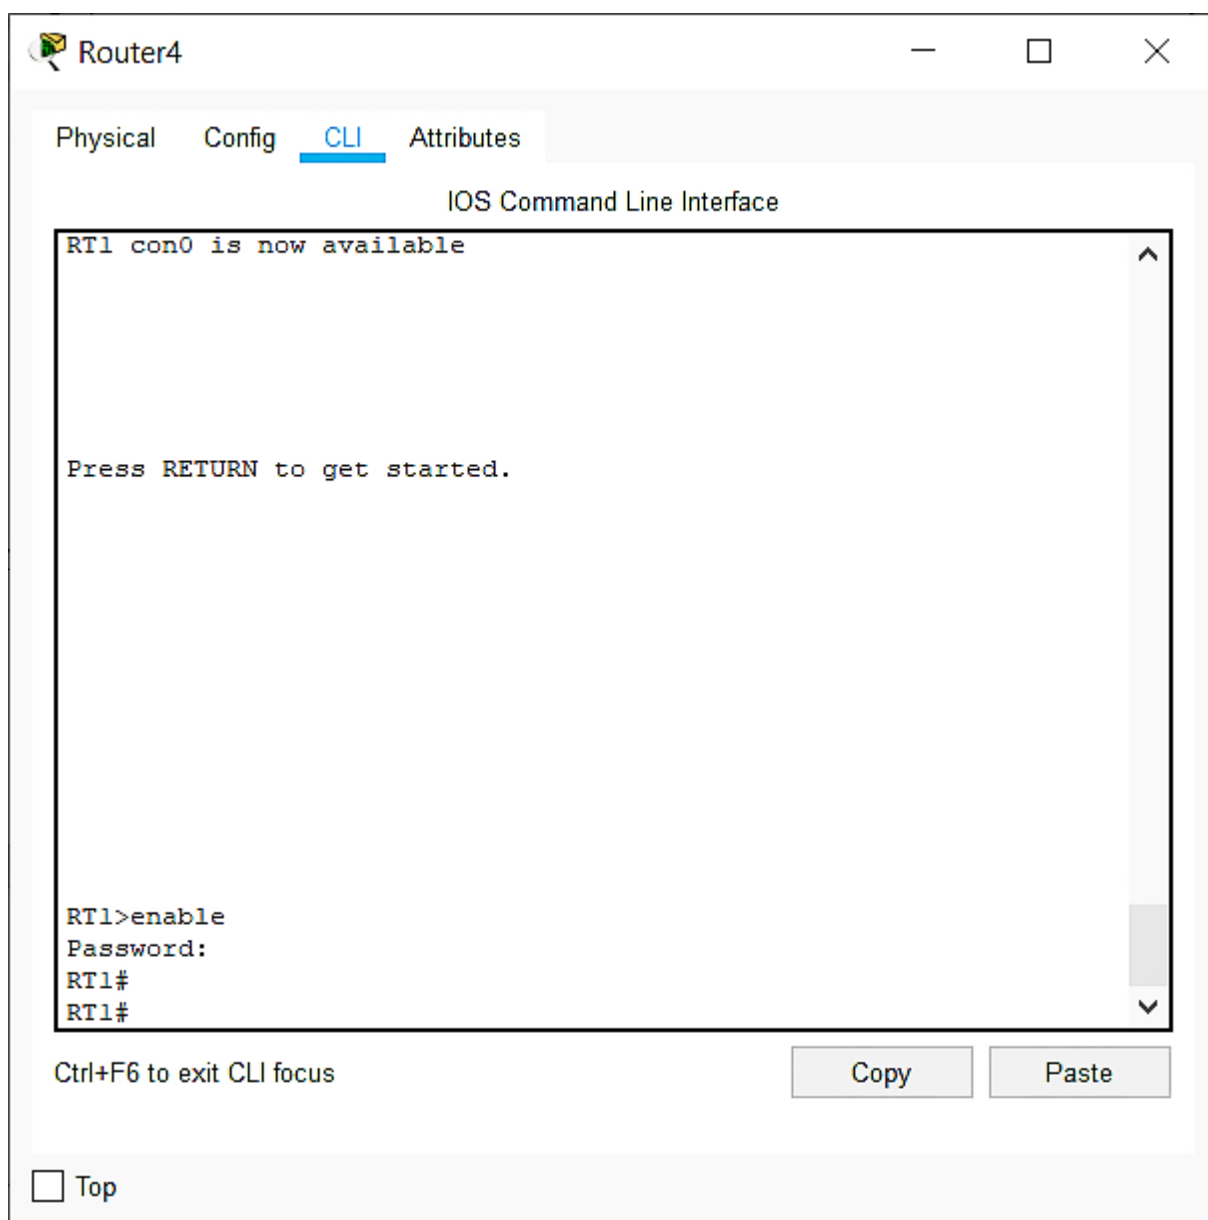 Router4
Physical Config CLI Attributes
IOS Command Line Interface
RT1 con0 is now available
Press RETURN to get started.
RT1>enable
Password:
RT1#
RT1#
Ctrl+F6 to exit CLI focus
Copy Paste
Top